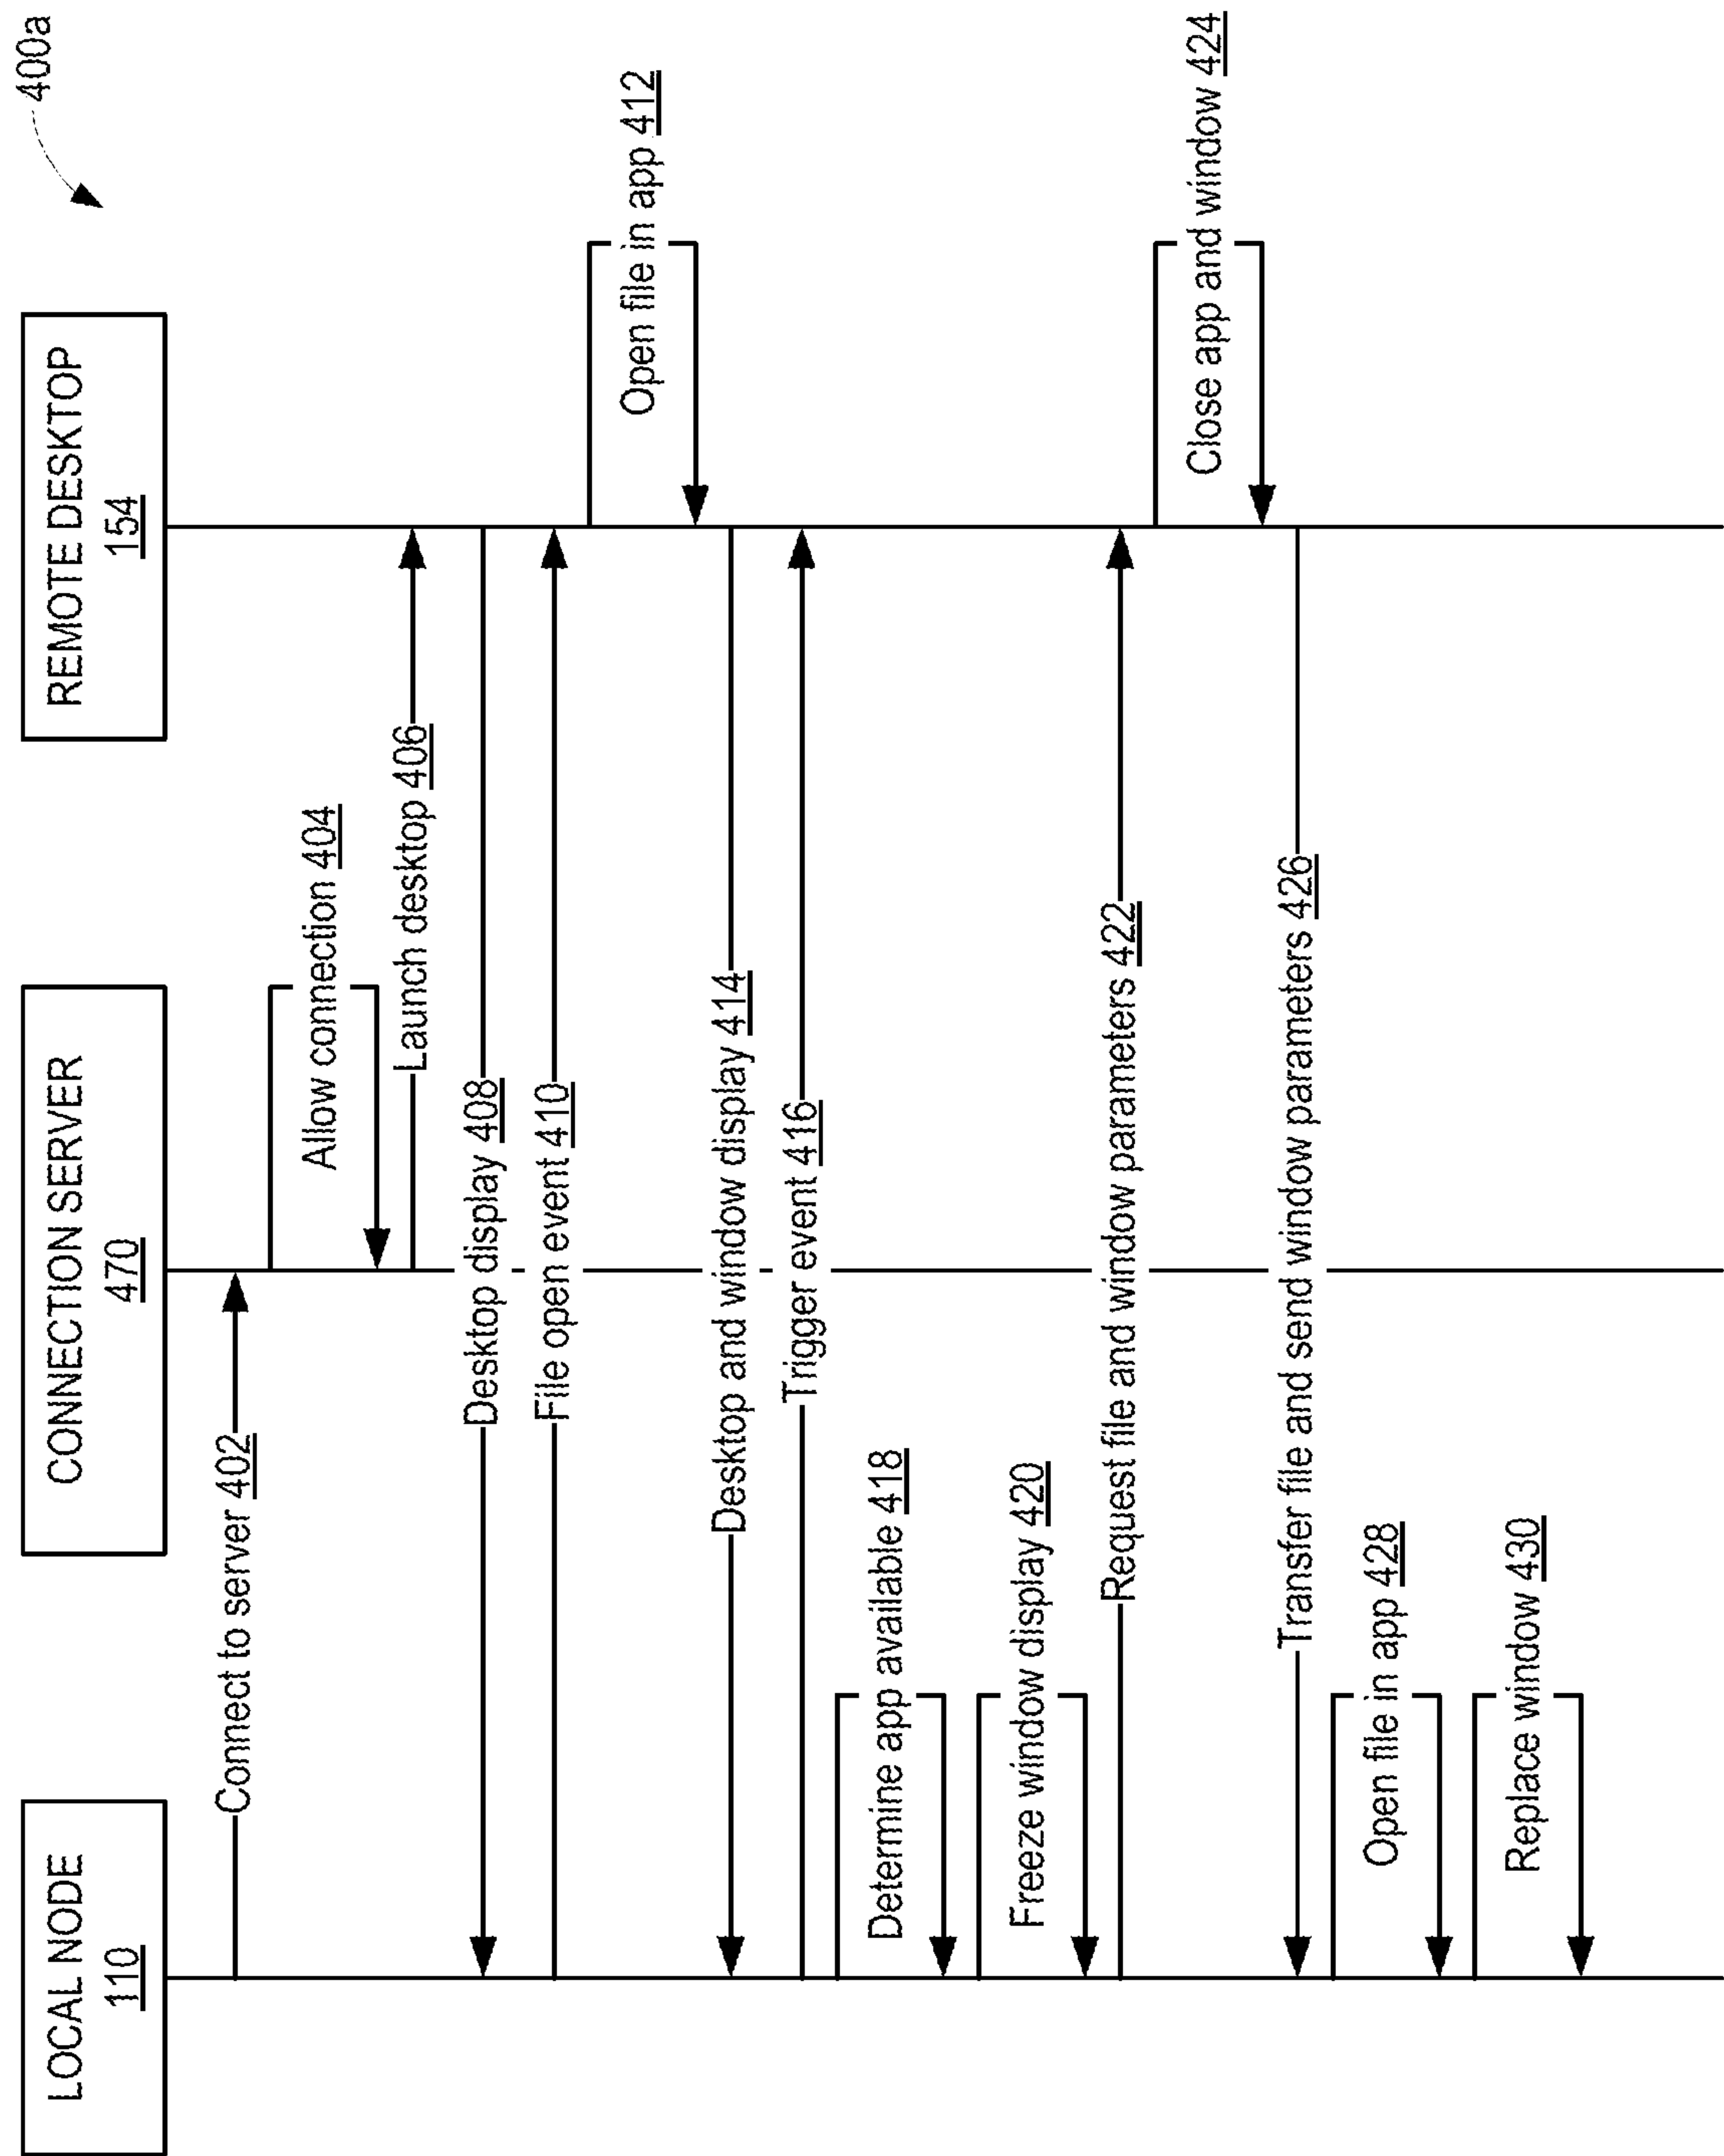 400a
LOCAL NODE
110
CONNECTION SERVER
470
REMOTE DESKTOP
154
Connect to server 402
Allow connection 404
Launch desktop 406
Desktop display 408
File open event 410
Open file in app 412
Desktop and window display 414
Trigger event 416
Determine app available 418
Freeze window display 420
Request file and window parameters 422
Close app and window 424
Transfer file and send window parameters 426
Open file in app 428
Replace window 430